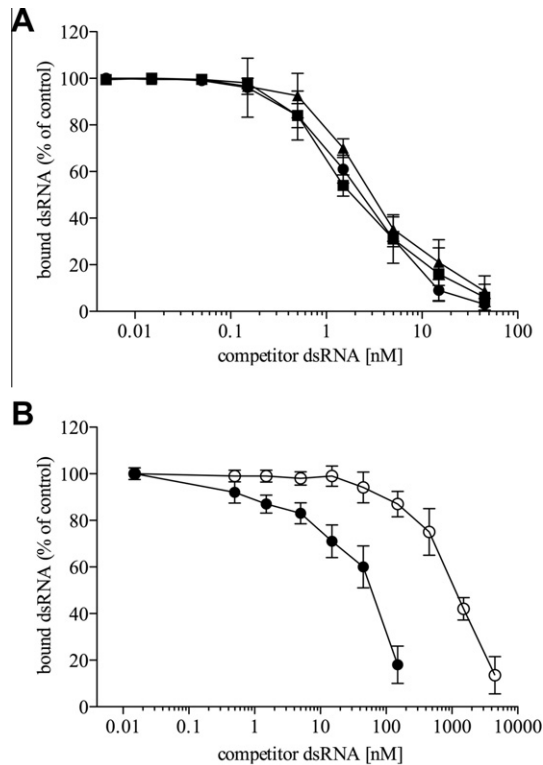 A
bound dsRNA (% of control)
120
100
80
60
40
20
0
0.01 0.1 1 10 100
competitor dsRNA [nM]
B
bound dsRNA (% of control)
120
100
80
60
40
20
0
0.01 0.1 1 10 100 1000 10000
competitor dsRNA [nM]